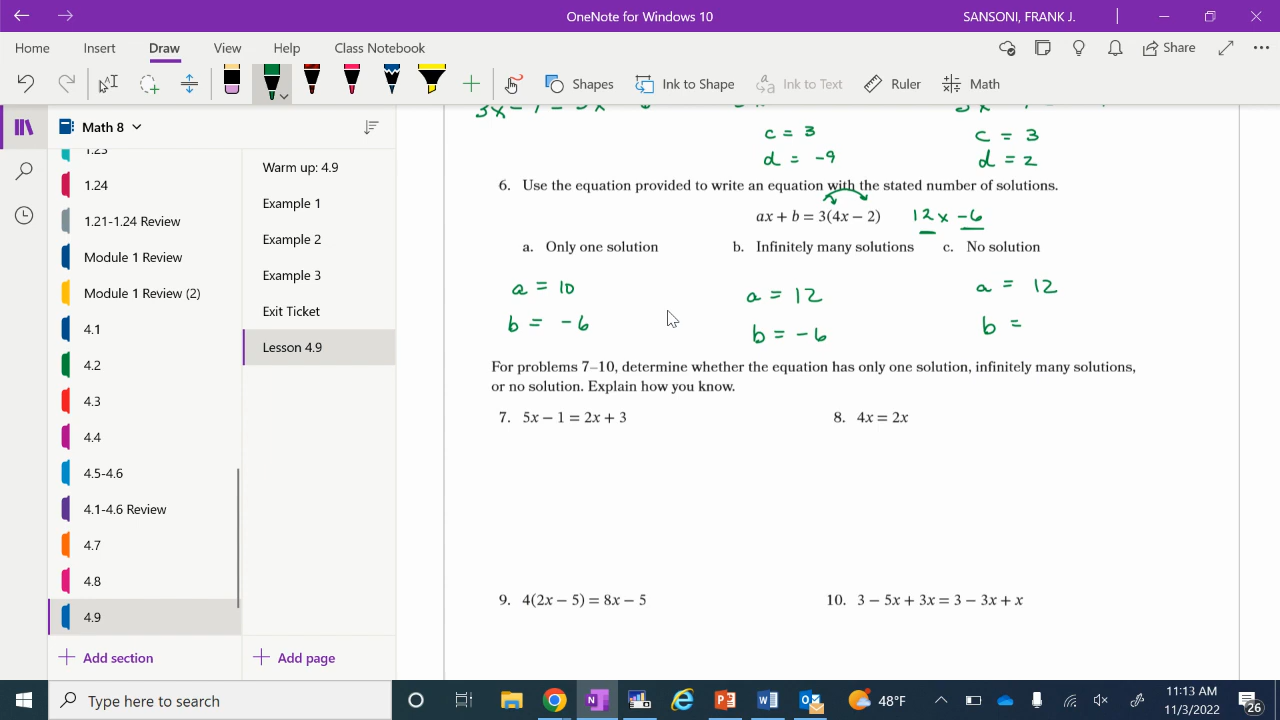 OneNote for Windows 10
SANSONI, FRANK J.
Home Insert Draw View Help Class Notebook
Share
Shapes Ink to Shape Ink to Text Ruler Math
Math 8
1.23
1.24
1.21-1.24 Review
Module 1 Review
Module 1 Review (2)
4.1
4.2
4.3
4.4
4.5-4.6
4.1-4.6 Review
4.7
4.8
4.9
Add section
Warm up: 4.9
Example 1
Example 2
Example 3
Exit Ticket
Lesson 4.9
Add page
c = 3
d = -9
c = 3
d = 2
6. Use the equation provided to write an equation with the stated number of solutions.
ax + b = 3(4x − 2) 12x -6
a. Only one solution b. Infinitely many solutions c. No solution
a = 10
b = -6
a = 12
b = -6
a = 12
b =
For problems 7–10, determine whether the equation has only one solution, infinitely many solutions,
or no solution. Explain how you know.
7. 5x − 1 = 2x + 3 8. 4x = 2x
9. 4(2x − 5) = 8x − 5 10. 3 − 5x + 3x = 3 − 3x + x
Type here to search
48°F
11:13 AM
11/3/2022
26